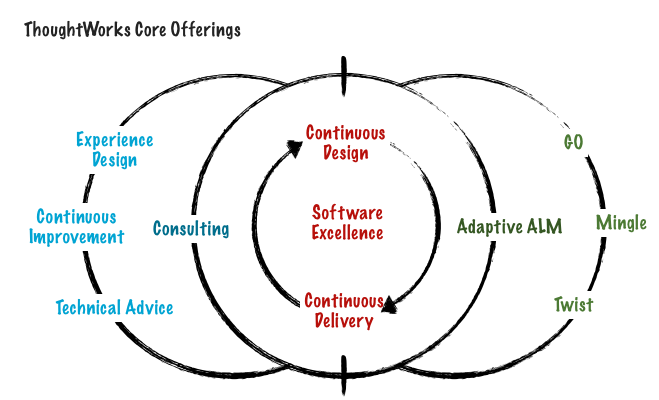 ThoughtWorks Core Offerings
Experience
Design
Continuous
Improvement
Technical Advice
Consulting
Continuous
Design
Software
Excellence
Continuous
Delivery
Adaptive ALM
GO
Mingle
Twist